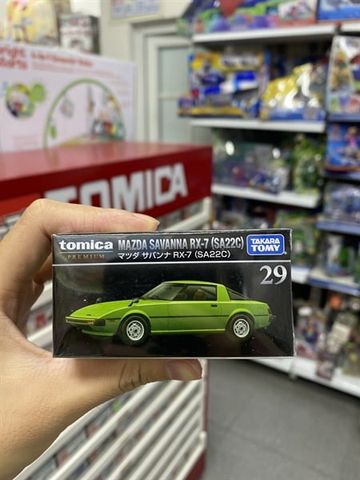 TOMICA
tomica
PREMIUM
MAZDA SAVANNA RX-7 (SA22C)
マツダ サバンナ RX-7 (SA22C)
TAKARA
TOMY
29